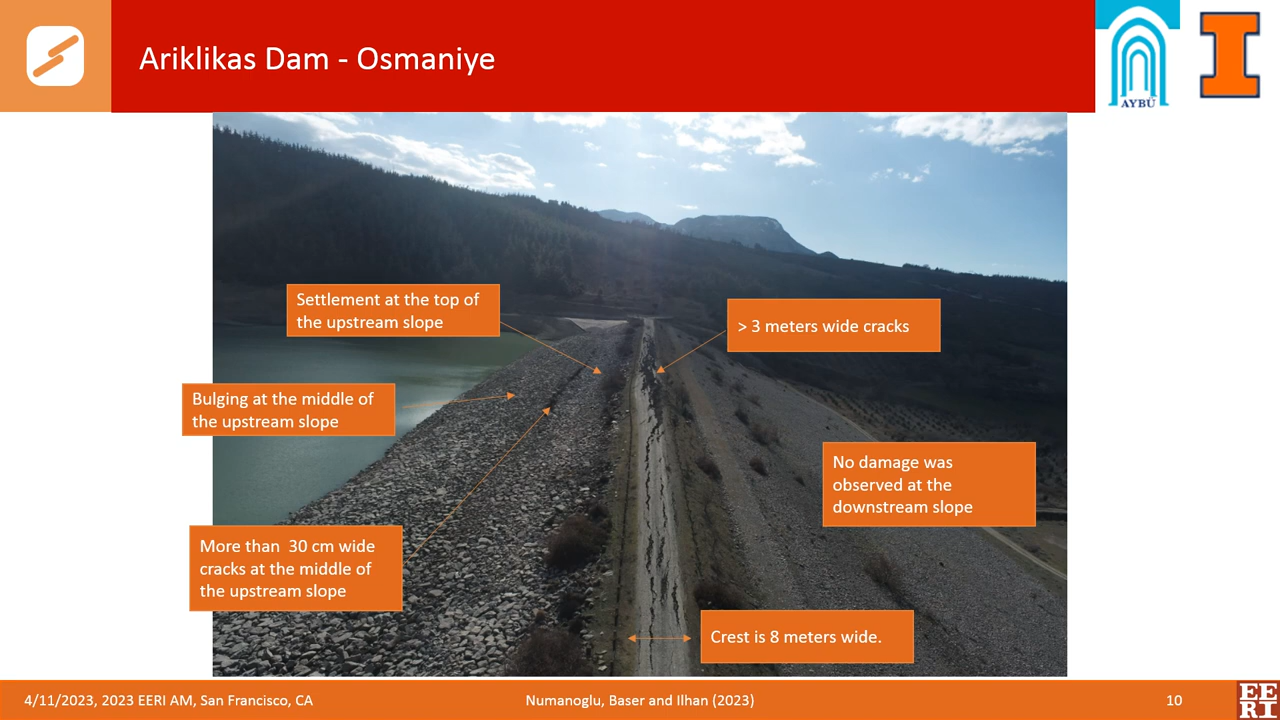 Ariklikas Dam - Osmaniye
AYBÜ
Settlement at the top of
the upstream slope
> 3 meters wide cracks
Bulging at the middle of
the upstream slope
No damage was
observed at the
downstream slope
More than  30 cm wide
cracks at the middle of
the upstream slope
Crest is 8 meters wide.
4/11/2023, 2023 EERI AM, San Francisco, CA
Numanoglu, Baser and Ilhan (2023)
10
EE
RI